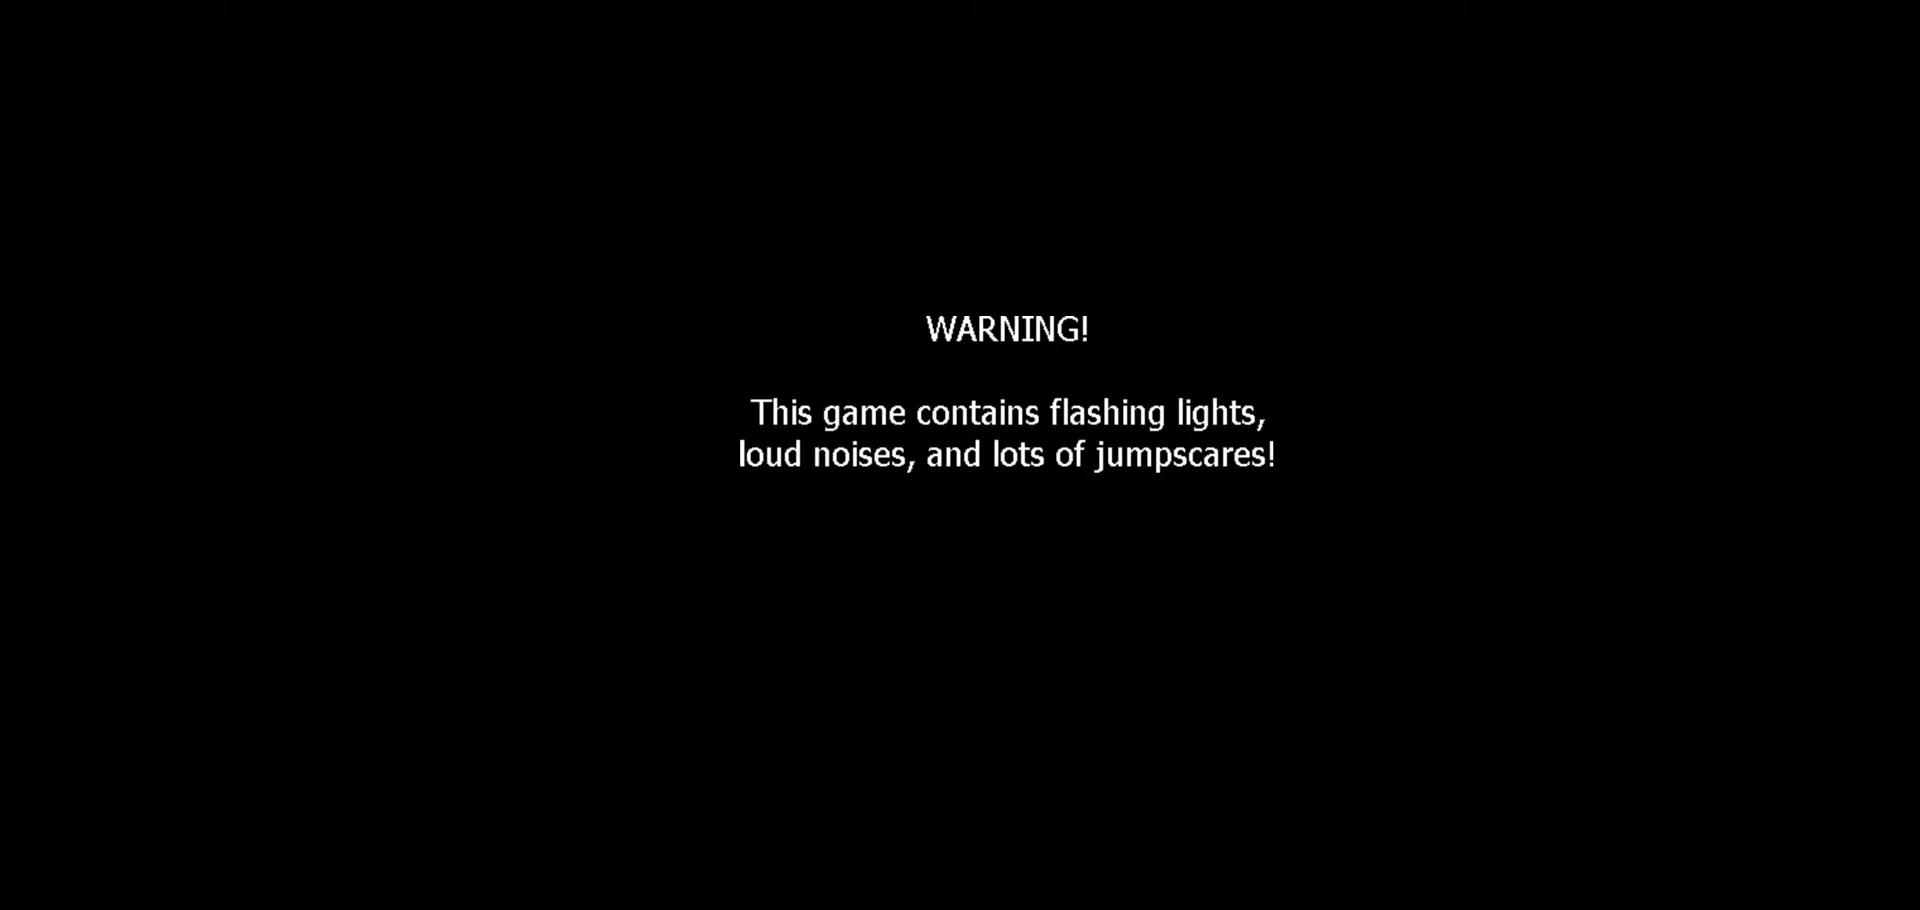 WARNING!
This game contains flashing lights,
loud noises, and lots of jumpscares!